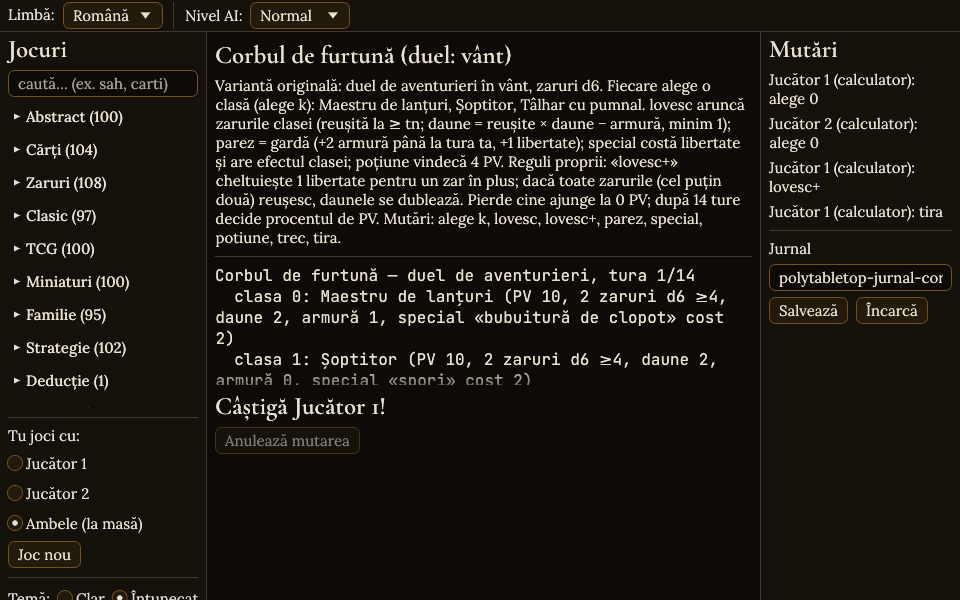 Limbă:
Română
Nivel AI:
Normal
Jocuri
caută... (ex. sah, carti)
Abstract (100)
Cărți (104)
Zaruri (108)
Clasic (97)
TCG (100)
Miniaturi (100)
Familie (95)
Strategie (102)
Deducție (1)
Tu joci cu:
Jucător 1
Jucător 2
Ambele (la masă)
Joc nou
Temă:
Clar
Întunecat
Corbul de furtună (duel: vânt)
Variantă originală: duel de aventurieri în vânt, zaruri d6. Fiecare alege o
clasă (alege k): Maestru de lanțuri, Șoptitor, Tâlhar cu pumnal. lovesc aruncă
zarurile clasei (reușită la ≥ tn; daune = reușite × daune − armură, minim 1);
parez = gardă (+2 armură până la tura ta, +1 libertate); special costă libertate
și are efectul clasei; poțiune vindecă 4 PV. Reguli proprii: «lovesc+»
cheltuiește 1 libertate pentru un zar în plus; dacă toate zarurile (cel puțin
două) reușesc, daunele se dublează. Pierde cine ajunge la 0 PV; după 14 ture
decide procentul de PV. Mutări: alege k, lovesc, lovesc+, parez, special,
potiune, trec, tira.
Corbul de furtună — duel de aventurieri, tura 1/14
clasa 0: Maestru de lanțuri (PV 10, 2 zaruri d6 ≥4,
daune 2, armură 1, special «bubuitură de clopot» cost
2)
clasa 1: Șoptitor (PV 10, 2 zaruri d6 ≥4, daune 2,
armură 0, special «spori» cost 2)
Câștigă Jucător 1!
Anulează mutarea
Mutări
Jucător 1 (calculator):
alege 0
Jucător 2 (calculator):
alege 0
Jucător 1 (calculator):
lovesc+
Jucător 1 (calculator): tira
Jurnal
polytabletop-jurnal-cor
Salvează
Încarcă